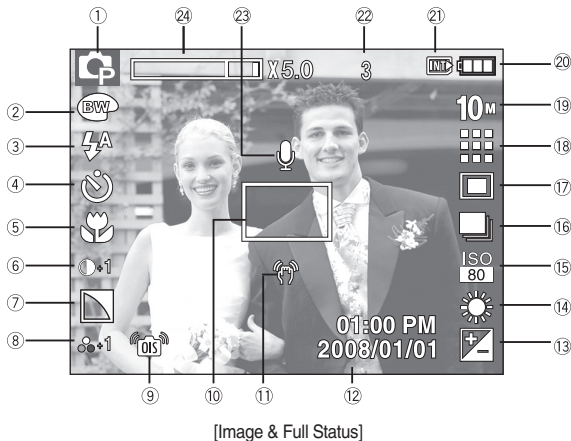 ① ㉔ ㉓ ㉒ ㉑
P X5.0 3 INT ⑳
② BW 10M ⑲
③ A ⑱
④ ⑰
⑤ ⑯
⑥ +1 ISO 80 ⑮
⑦ ⑭
01:00 PM
⑧ +1 OIS 2008/01/01 ⑬
⑨ ⑩ ⑪ ⑫
[Image & Full Status]